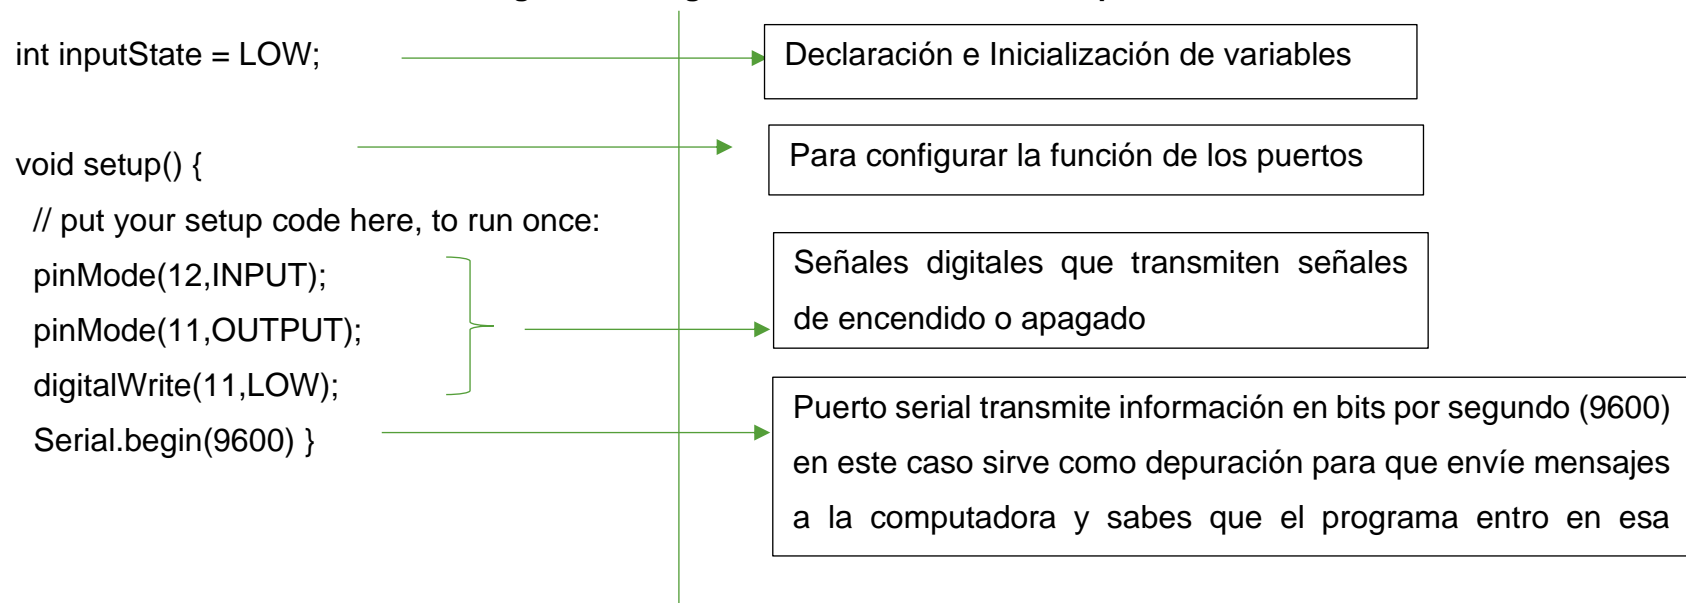 int inputState = LOW;
Declaración e Inicialización de variables
void setup() {
Para configurar la función de los puertos
// put your setup code here, to run once:
pinMode(12,INPUT);
pinMode(11,OUTPUT);
digitalWrite(11,LOW);
Señales digitales que transmiten señales
de encendido o apagado
Serial.begin(9600) }
Puerto serial transmite información en bits por segundo (9600)
en este caso sirve como depuración para que envíe mensajes
a la computadora y sabes que el programa entro en esa